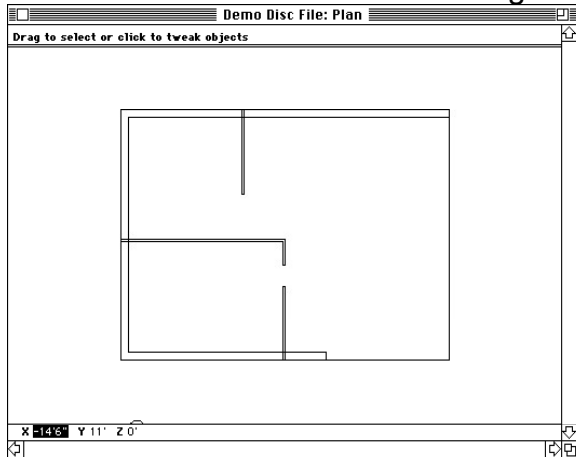 Demo Disc File: Plan
Drag to select or click to tweak objects
X -14'6" Y 11' Z 0'